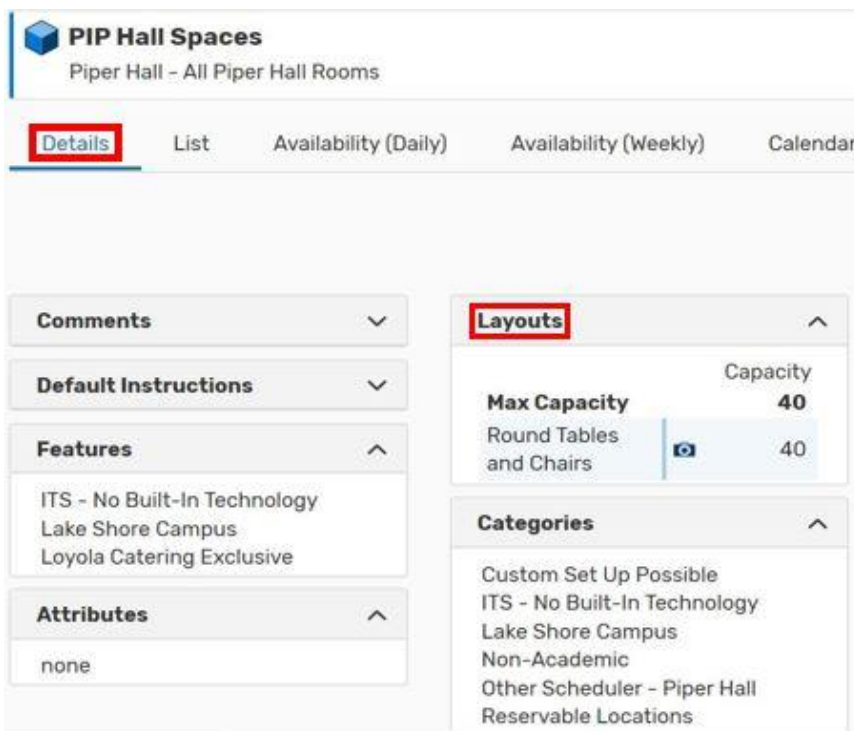 PIP Hall Spaces
Piper Hall - All Piper Hall Rooms
Details List Availability (Daily) Availability (Weekly) Calendar
Comments
Default Instructions
Features
ITS - No Built-In Technology
Lake Shore Campus
Loyola Catering Exclusive
Attributes
none
Layouts
Capacity
Max Capacity 40
Round Tables
and Chairs 40
Categories
Custom Set Up Possible
ITS - No Built-In Technology
Lake Shore Campus
Non-Academic
Other Scheduler - Piper Hall
Reservable Locations